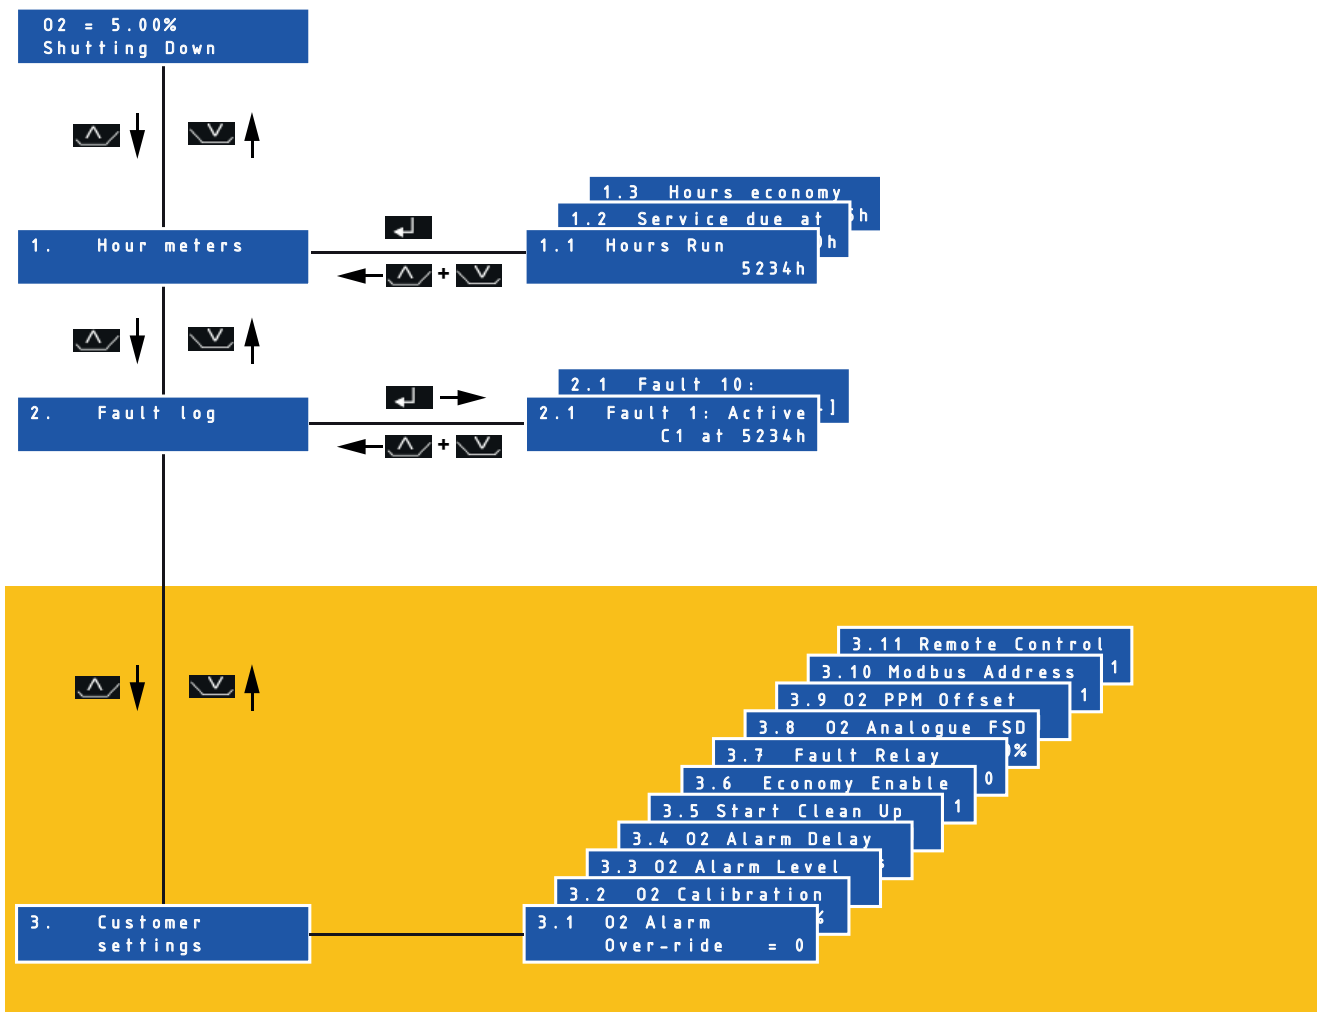 O2 = 5.00%
Shutting Down
1.3 Hours economy
h
1.2 Service due at
h
1. Hour meters
1.1 Hours Run
5234h
+
2.1 Fault 10:
]
2. Fault log
2.1 Fault 1: Active
C1 at 5234h
+
3.11 Remote Control
1
3.10 Modbus Address
1
3.9 O2 PPM Offset
3.8 O2 Analogue FSD
%
3.7 Fault Relay
0
3.6 Economy Enable
1
3.5 Start Clean Up
3.4 O2 Alarm Delay
3.3 O2 Alarm Level
3.2 O2 Calibration
%
3. Customer
settings
3.1 O2 Alarm
Over-ride = 0